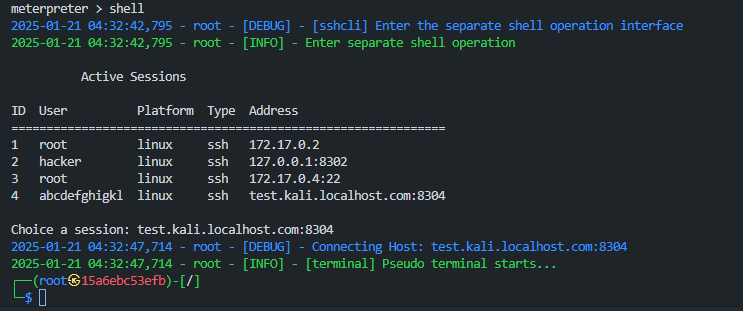 meterpreter > shell
2025-01-21 04:32:42,795 - root - [DEBUG] - [sshcli] Enter the separate shell operation interface
2025-01-21 04:32:42,795 - root - [INFO] - Enter separate shell operation
Active Sessions
ID  User          Platform  Type  Address
==============================================================
1   root          linux     ssh   172.17.0.2
2   hacker        linux     ssh   127.0.0.1:8302
3   root          linux     ssh   172.17.0.4:22
4   abcdefghigkl  linux     ssh   test.kali.localhost.com:8304
Choice a session: test.kali.localhost.com:8304
2025-01-21 04:32:47,714 - root - [DEBUG] - Connecting Host: test.kali.localhost.com:8304
2025-01-21 04:32:47,714 - root - [INFO] - [terminal] Pseudo terminal starts...
┌──(root㉿15a6ebc53efb)-[/]
└─$